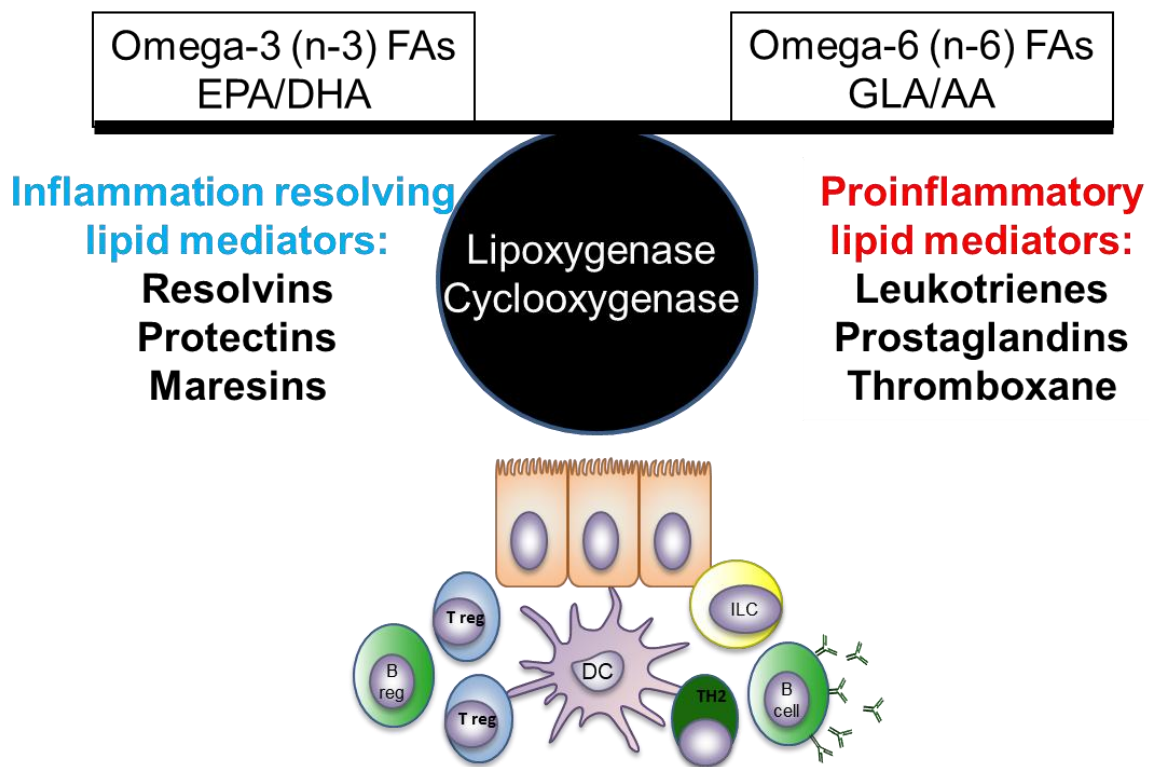 Omega-3 (n-3) FAs
EPA/DHA
Omega-6 (n-6) FAs
GLA/AA
Inflammation resolving
lipid mediators:
Resolvins
Protectins
Maresins
Lipoxygenase
Cyclooxygenase
Proinflammatory
lipid mediators:
Leukotrienes
Prostaglandins
Thromboxane
T reg
ILC
B
reg
DC
T reg
TH2
B
cell